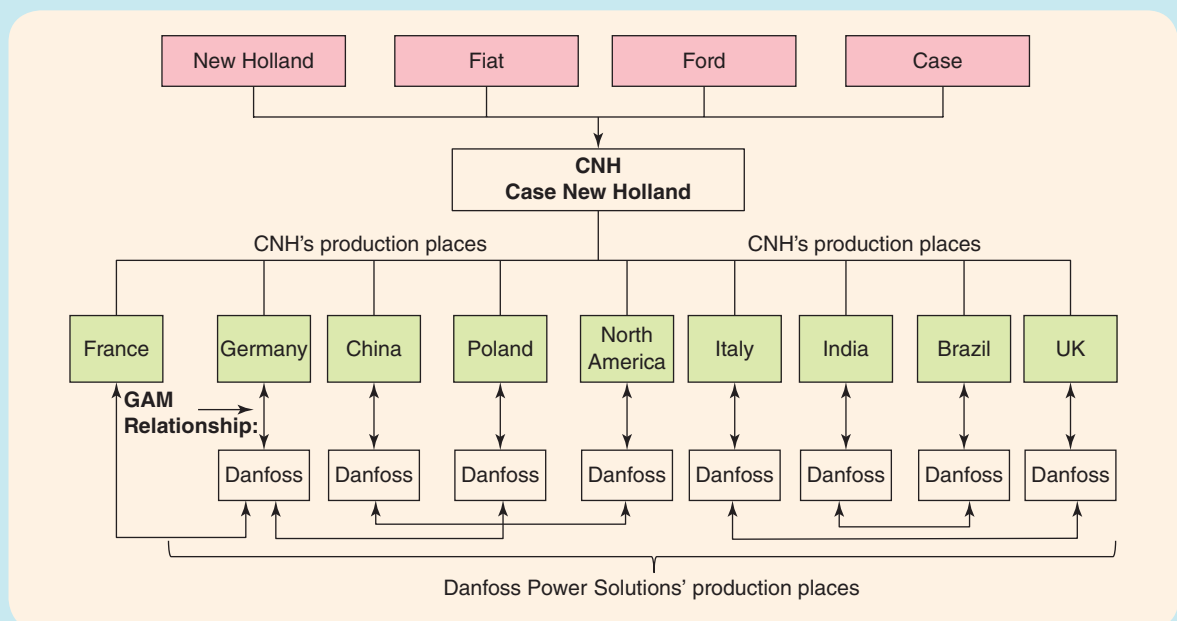 New Holland
Fiat
Ford
Case
CNH
Case New Holland
CNH's production places
CNH's production places
France
Germany
China
Poland
North
America
Italy
India
Brazil
UK
GAM
Relationship:
Danfoss
Danfoss
Danfoss
Danfoss
Danfoss
Danfoss
Danfoss
Danfoss
Danfoss Power Solutions' production places